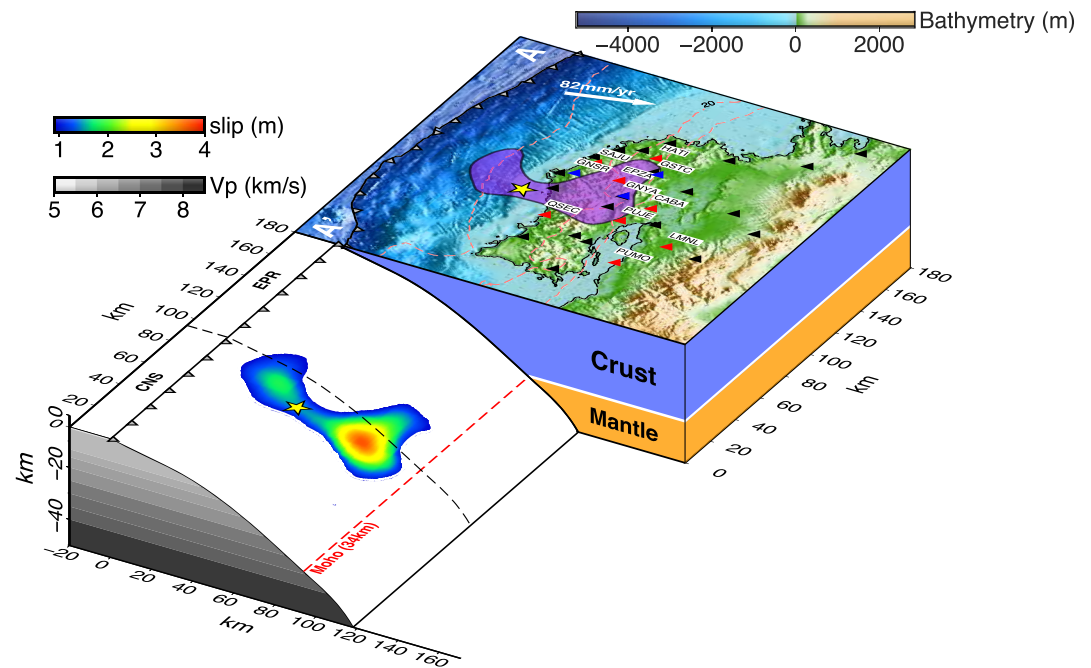 Bathymetry (m)
−4000 −2000 0 2000
A
82mm/yr
20
slip (m)
1 2 3 4
Vp (km/s)
5 6 7 8
HATI
SAJU
GSTC
GNSR
EPZA
GNYA
CABA
QSEC
PUJE
LMNL
PUMO
A'
180
160
140
120
100
80
60
40
20
0
km
EPR
CNS
Crust
Mantle
180
160
140
120
100
80
60
40
20
0
km
0
−20
−40
km
Moho (34km)
−20 0 20 40 60 80 100 120 140 160
km